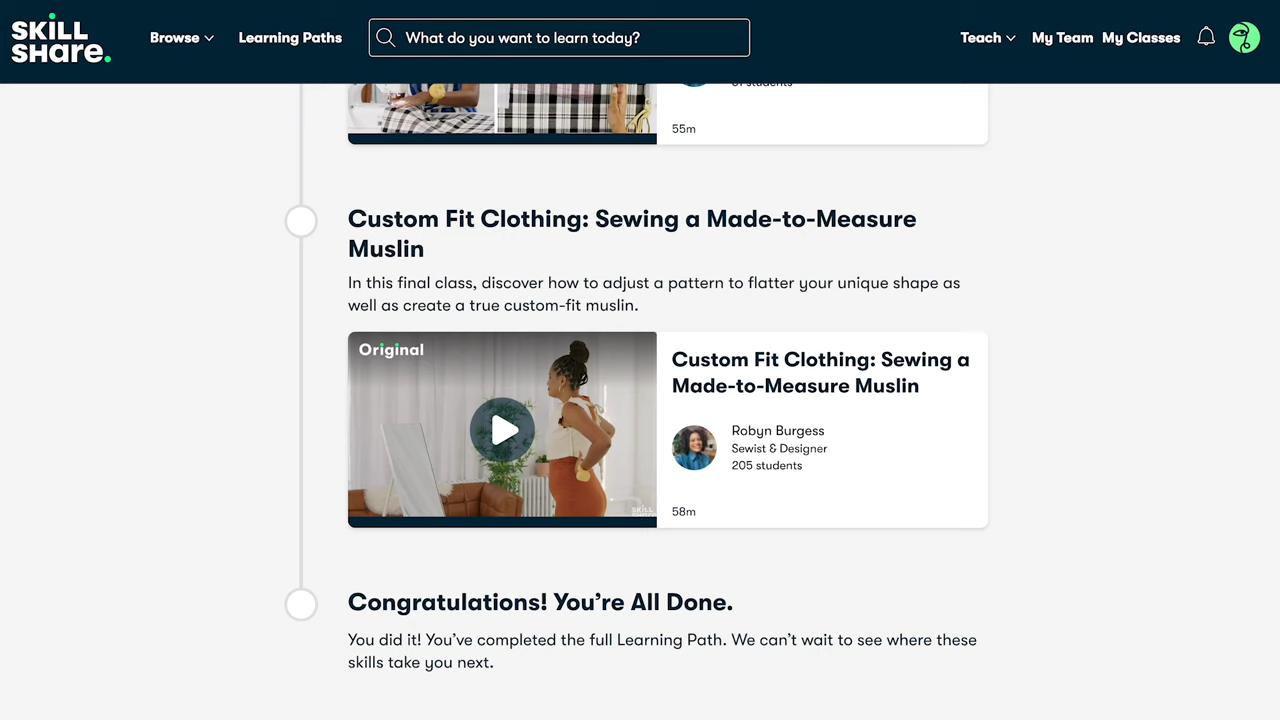 SKILL
SHARE.
Browse
Learning Paths
What do you want to learn today?
Teach
My Team
My Classes
55m
Custom Fit Clothing: Sewing a Made-to-Measure
Muslin
In this final class, discover how to adjust a pattern to flatter your unique shape as
well as create a true custom-fit muslin.
Original
SKILL
SHARE.
Custom Fit Clothing: Sewing a
Made-to-Measure Muslin
Robyn Burgess
Sewist & Designer
205 students
58m
Congratulations! You’re All Done.
You did it! You’ve completed the full Learning Path. We can’t wait to see where these
skills take you next.